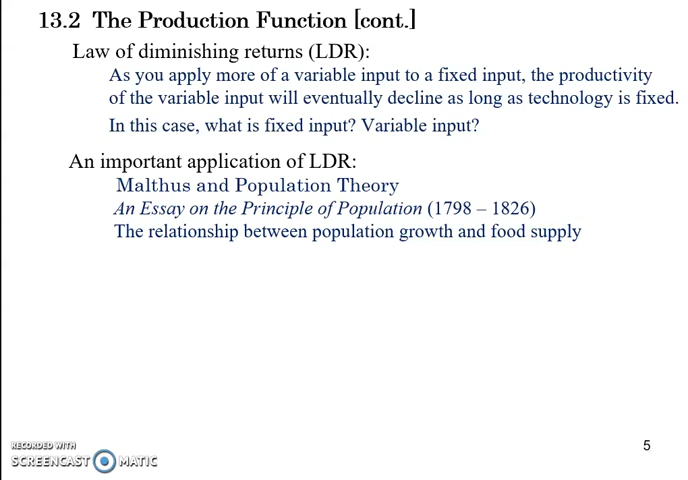 13.2 The Production Function [cont.]
Law of diminishing returns (LDR):
As you apply more of a variable input to a fixed input, the productivity
of the variable input will eventually decline as long as technology is fixed.
In this case, what is fixed input? Variable input?
An important application of LDR:
Malthus and Population Theory
An Essay on the Principle of Population (1798 – 1826)
The relationship between population growth and food supply
5
RECORDED WITH
SCREENCAST MATIC